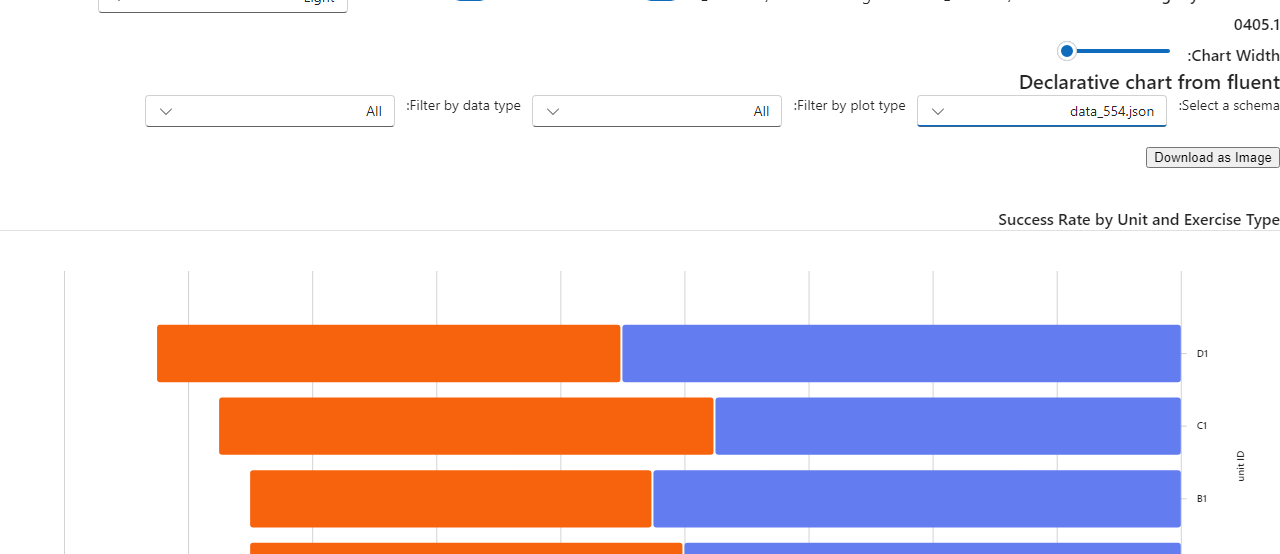 0405.1
:Chart Width
Declarative chart from fluent
:Select a schema
data_554.json
:Filter by plot type
All
:Filter by data type
All
Download as Image
Success Rate by Unit and Exercise Type
D1
C1
B1
unit ID